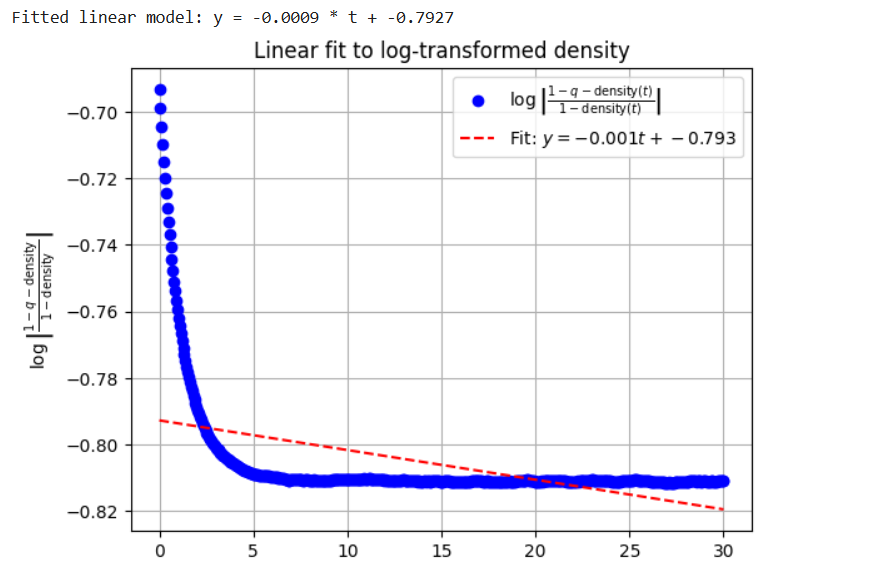 Fitted linear model: y = -0.0009 * t + -0.7927
Linear fit to log-transformed density
log |(1−q−density(t))/(1−density(t))|
Fit: y = −0.001t + −0.793
log |(1−q−density)/(1−density)|
−0.70
−0.72
−0.74
−0.76
−0.78
−0.80
−0.82
0 5 10 15 20 25 30